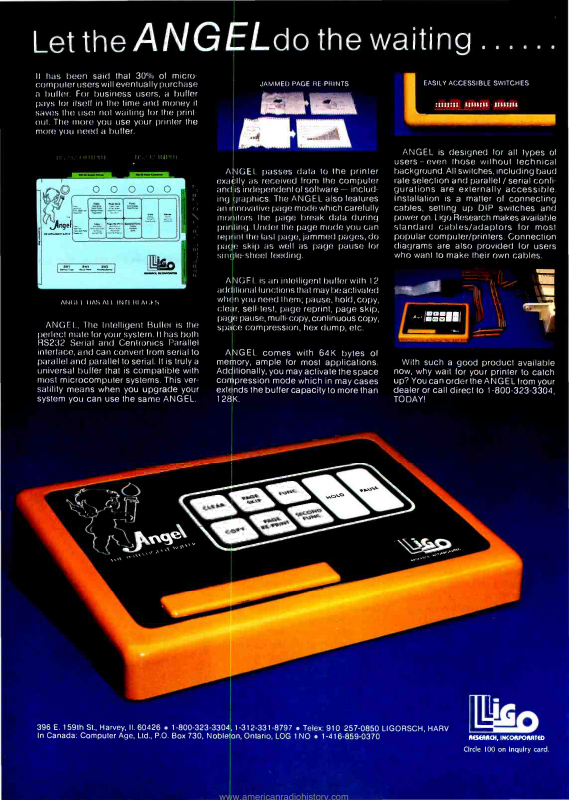 Let the ANGEL do the waiting ......
It has been said that 30% of micro-
computer users will eventually purchase
a buffer. For business users, a buffer
pays for itself in the time and money it
saves the user not waiting for the print-
out. The more you use your printer the
more you need a buffer.
Angel
LIGO
ANGEL HAS ALL INTERFACES
ANGEL, The Intelligent Buffer is the
perfect mate for your system. It has both
RS232 Serial and Centronics Parallel
interface, and can convert from serial to
parallel and parallel to serial. It is truly a
universal buffer that is compatible with
most microcomputer systems. This ver-
satility means when you upgrade your
system you can use the same ANGEL.
JAMMED PAGE RE PRINTS
ANGEL passes data to the printer
exactly as received from the computer
and is independent of software — includ-
ing graphics. The ANGEL also features
an innovative page mode which carefully
monitors the page break data during
printing. Under the page mode you can
reprint the last page, jammed pages, do
page skip as well as page pause for
single-sheet feeding.
ANGEL is an intelligent buffer with 12
additional functions that may be activated
when you need them; pause, hold, copy,
clear, self-test, page reprint, page skip,
page pause, multi-copy, continuous copy,
space compression, hex dump, etc.
ANGEL comes with 64K bytes of
memory, ample for most applications.
Additionally, you may activate the space
compression mode which in may cases
extends the buffer capacity to more than
128K.
EASILY ACCESSIBLE SWITCHES
ANGEL is designed for all types of
users – even those without technical
background. All switches, including baud
rate selection and parallel / serial confi-
gurations are externally accessible.
Installation is a matter of connecting
cables, setting up DIP switches and
power on. Ligo Research makes available
standard cables/adaptors for most
popular computer/printers. Connection
diagrams are also provided for users
who want to make their own cables.
With such a good product available
now, why wait for your printer to catch
up? You can order the ANGEL from your
dealer or call direct to 1-800-323-3304,
TODAY!
CLEAR
PAGE SKIP
FUNC
HOLD
PAUSE
COPY
PAGE RE-PRINT
SECOND FUNC
Angel
THE INTELLIGENT BUFFER
LIGO
RESEARCH, INCORPORATED
396 E. 159th St., Harvey, Il. 60426 • 1-800-323-3304, 1-312-331-8797 • Telex: 910 257-0850 LIGORSCH, HARV
In Canada: Computer Age, Ltd., P.O. Box 730, Nobleton, Ontario, LOG 1NO • 1-416-859-0370
LIGO
RESEARCH, INCORPORATED
Circle 100 on inquiry card.
www.americanradiohistory.com